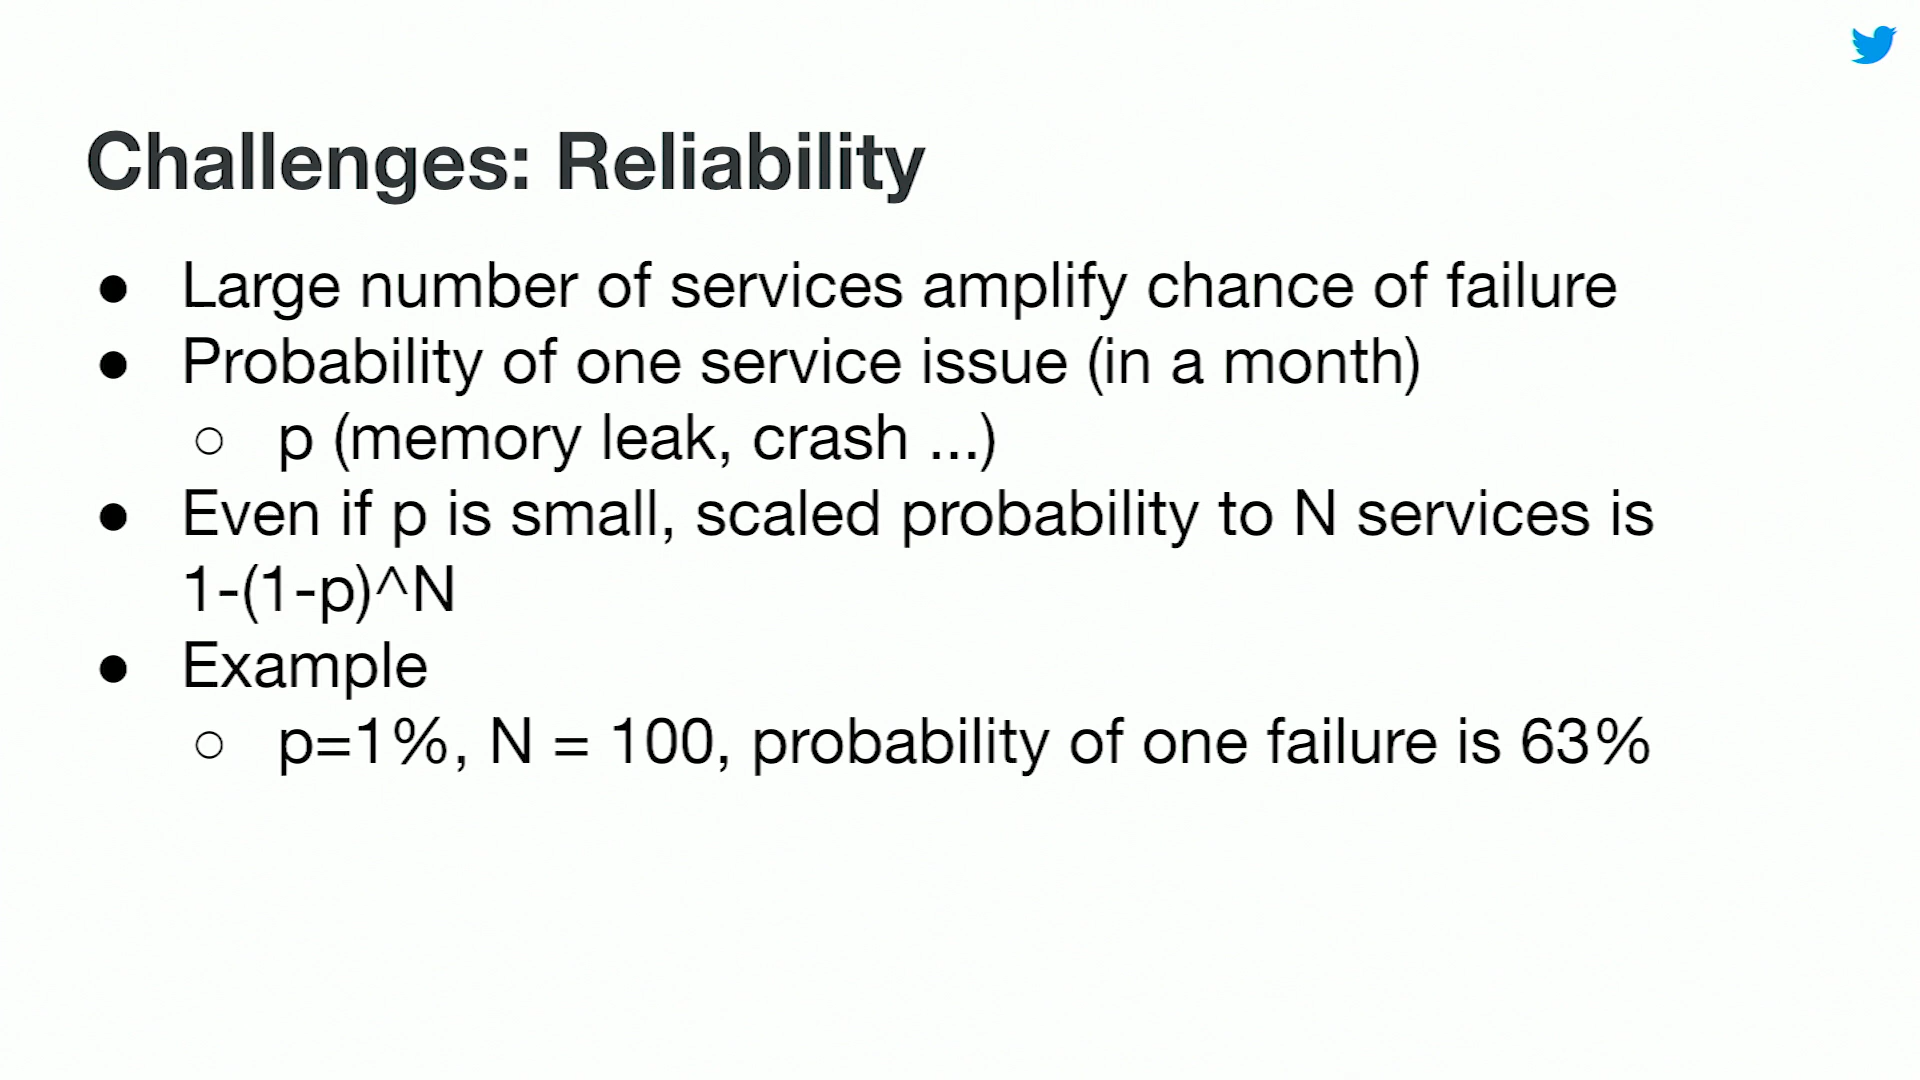 Challenges: Reliability
● Large number of services amplify chance of failure
● Probability of one service issue (in a month)
○ p (memory leak, crash ...)
● Even if p is small, scaled probability to N services is
1-(1-p)^N
● Example
○ p=1%, N = 100, probability of one failure is 63%